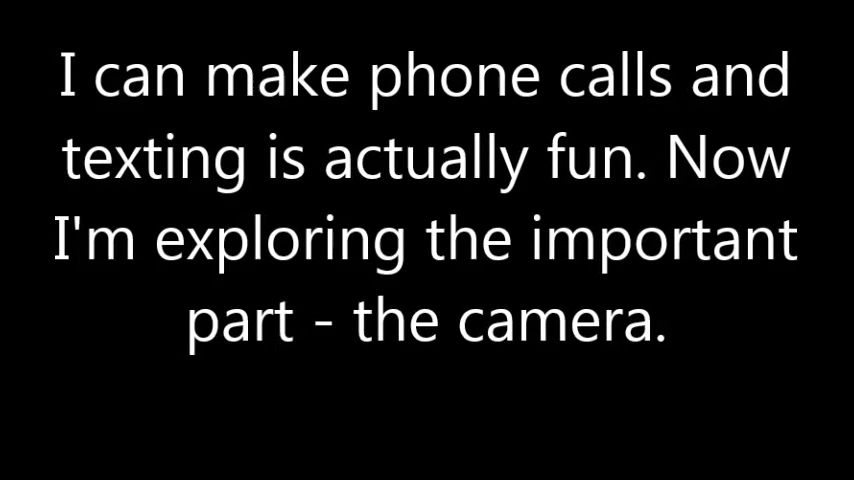 I can make phone calls and
texting is actually fun. Now
I'm exploring the important
part - the camera.